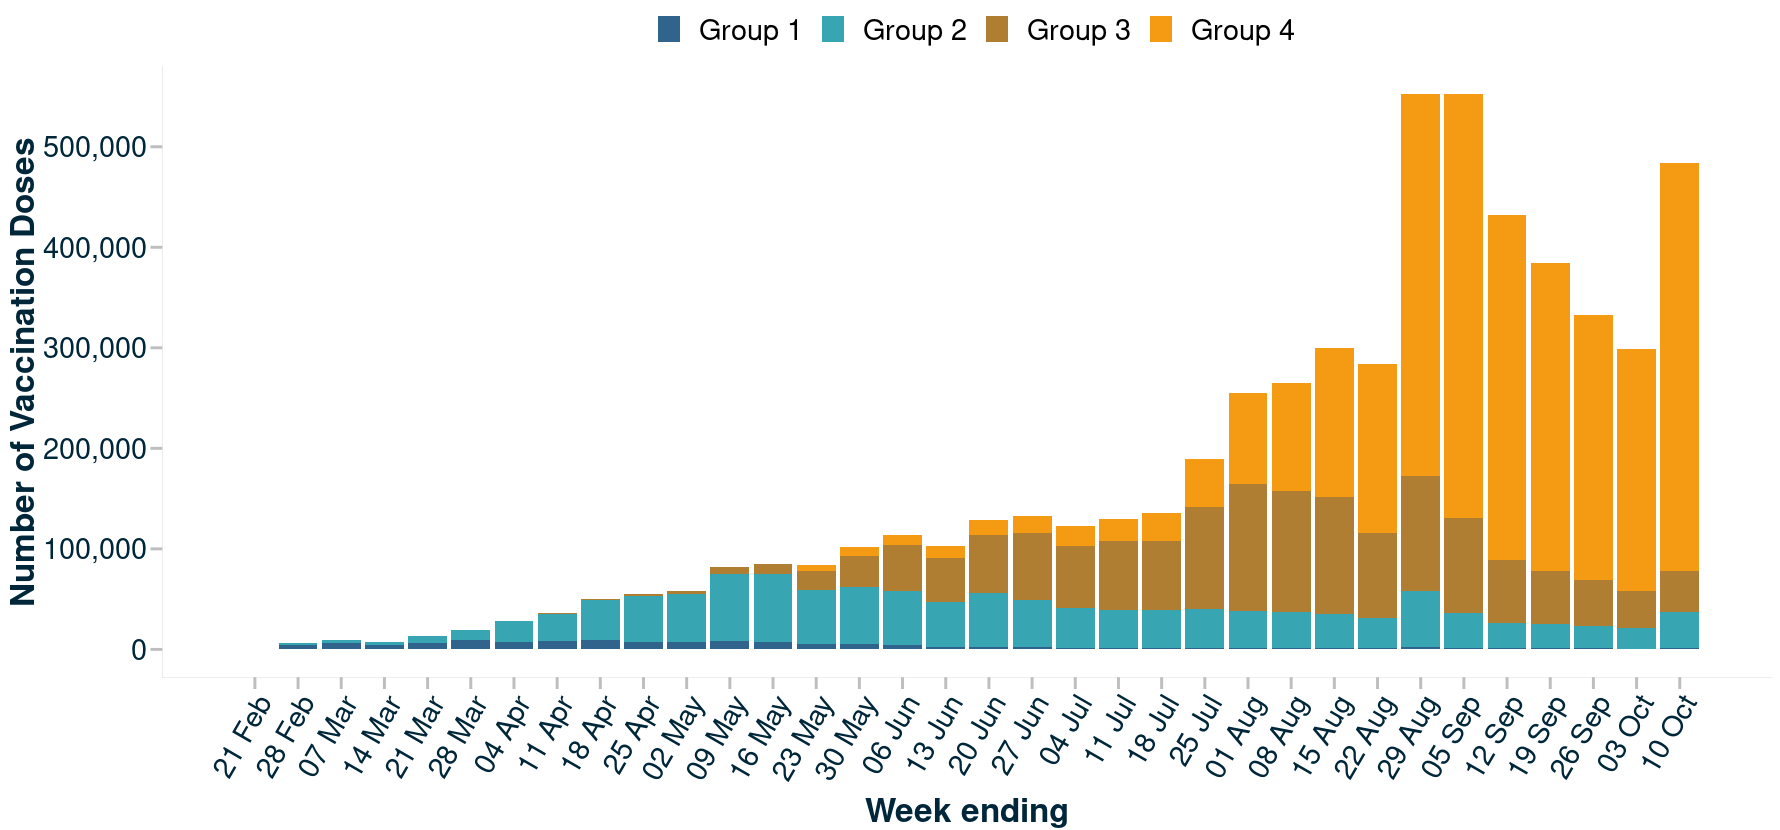 Group 1 Group 2 Group 3 Group 4
Number of Vaccination Doses
500,000
400,000
300,000
200,000
100,000
0
21 Feb
28 Feb
07 Mar
14 Mar
21 Mar
28 Mar
04 Apr
11 Apr
18 Apr
25 Apr
02 May
09 May
16 May
23 May
30 May
06 Jun
13 Jun
20 Jun
27 Jun
04 Jul
11 Jul
18 Jul
25 Jul
01 Aug
08 Aug
15 Aug
22 Aug
29 Aug
05 Sep
12 Sep
19 Sep
26 Sep
03 Oct
10 Oct
Week ending